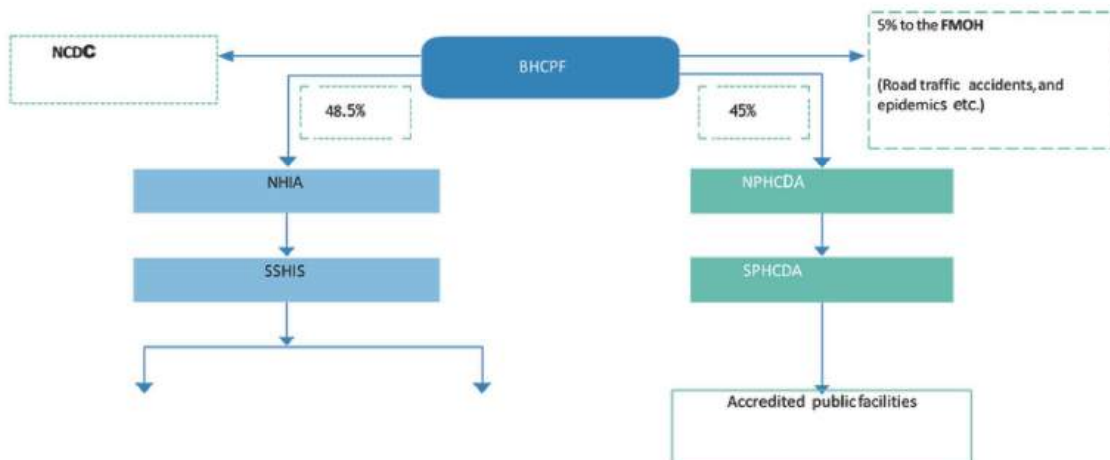 NCDC
BHCPF
5% to the FMOH
(Road traffic accidents, and
epidemics etc.)
48.5%
45%
NHIA
NPHCDA
SSHIS
SPHCDA
Accredited public facilities